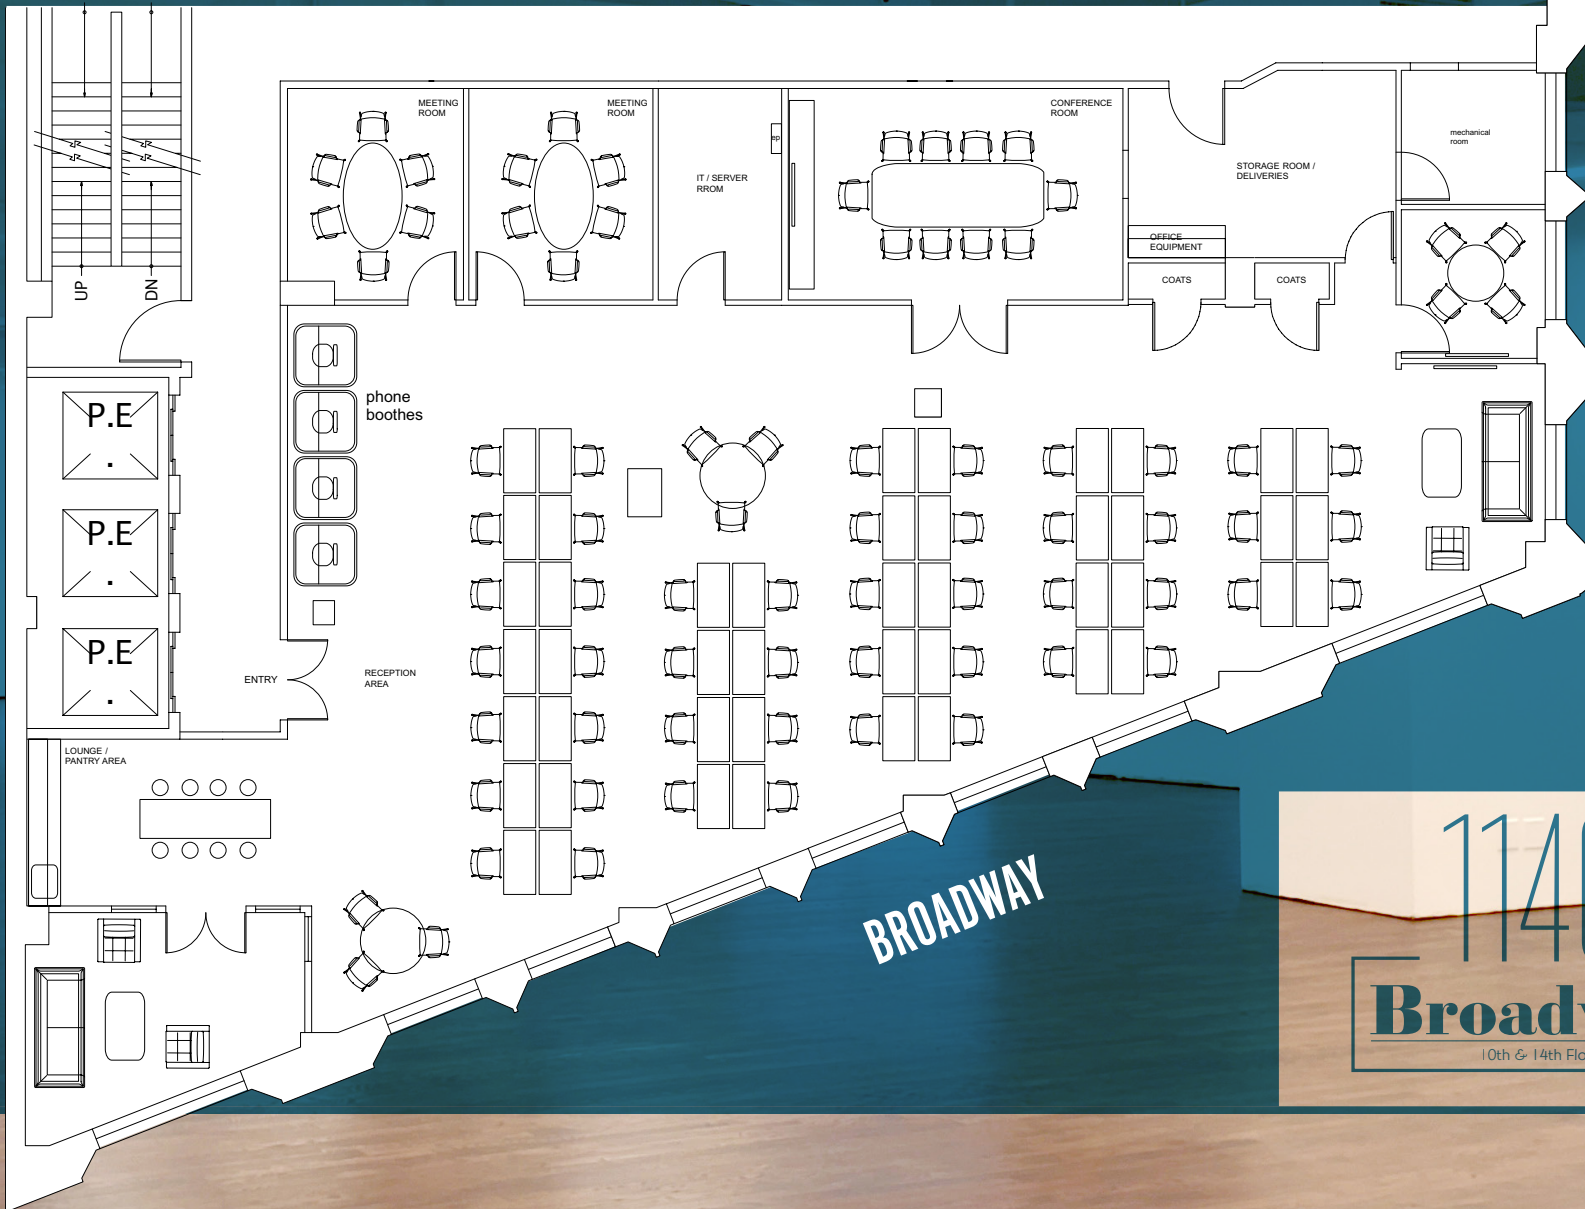 MEETING
ROOM
MEETING
ROOM
CONFERENCE
ROOM
ep
mechanical
room
IT / SERVER
RROM
STORAGE ROOM /
DELIVERIES
OFFICE
EQUIPMENT
COATS
COATS
UP
DN
phone
boothes
P.E
.
P.E
.
P.E
.
ENTRY
RECEPTION
AREA
LOUNGE /
PANTRY AREA
BROADWAY
114
Broad
10th & 14th Flo